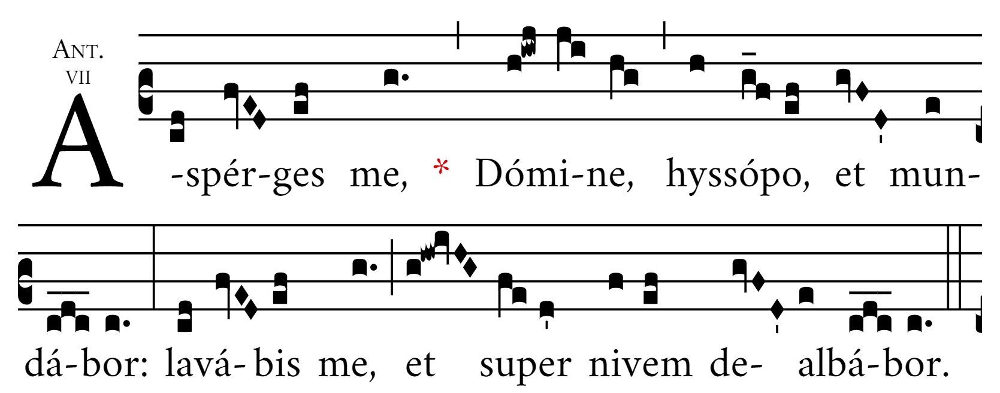 ANT.
VII
A-spér-ges me, * Dómi-ne, hyssópo, et mun-
dá-bor: lavá-bis me, et super nivem de- albá-bor.